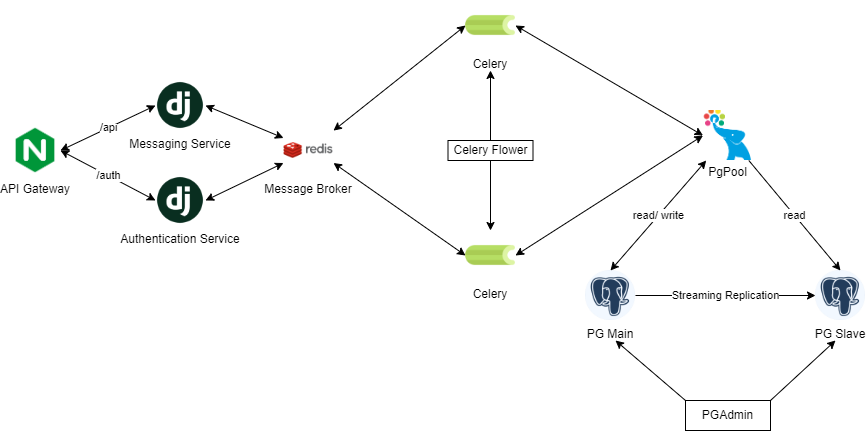 Celery
/api
dj
Messaging Service
N
API Gateway
redis
Message Broker
Celery Flower
PgPool
/auth
dj
Authentication Service
read/ write
read
Celery
Streaming Replication
PG Main
PG Slave
PGAdmin